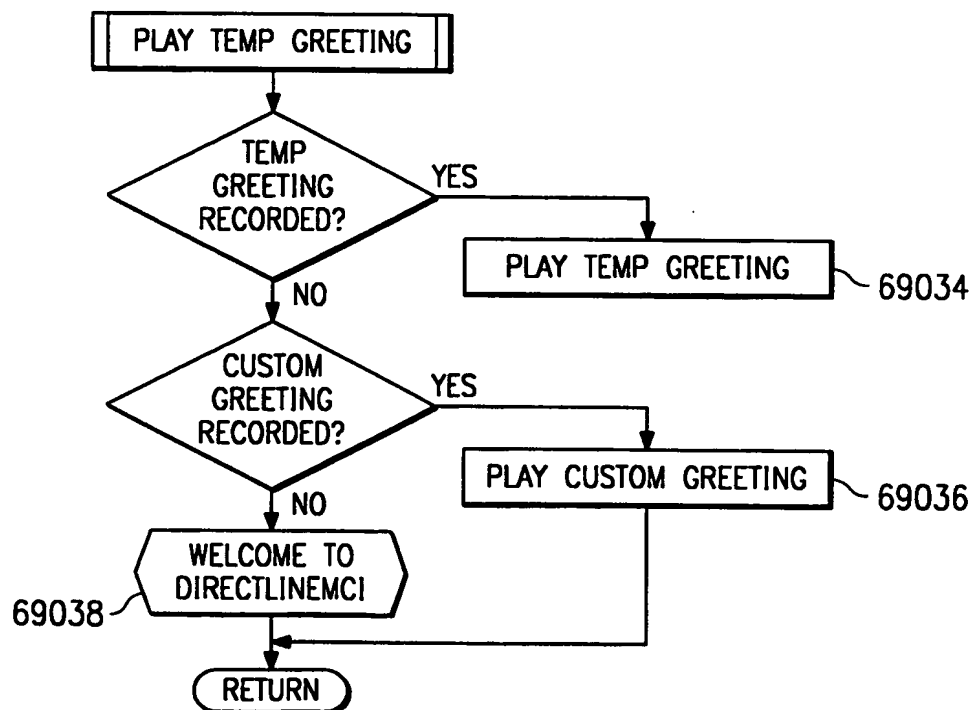 PLAY TEMP GREETING
TEMP
GREETING
RECORDED?
YES
PLAY TEMP GREETING
69034
NO
CUSTOM
GREETING
RECORDED?
YES
PLAY CUSTOM GREETING
69036
NO
WELCOME TO
DIRECTLINEMCI
69038
RETURN